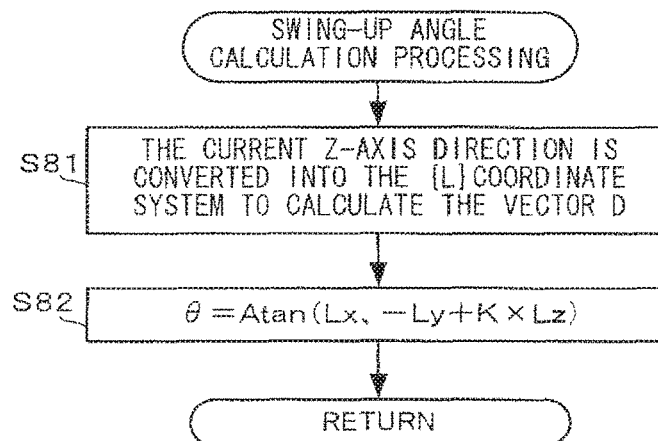 SWING-UP ANGLE
CALCULATION PROCESSING
S81
THE CURRENT Z-AXIS DIRECTION IS
CONVERTED INTO THE {L}COORDINATE
SYSTEM TO CALCULATE THE VECTOR D
S82
θ=Atan(Lx、-Ly+K×Lz)
RETURN